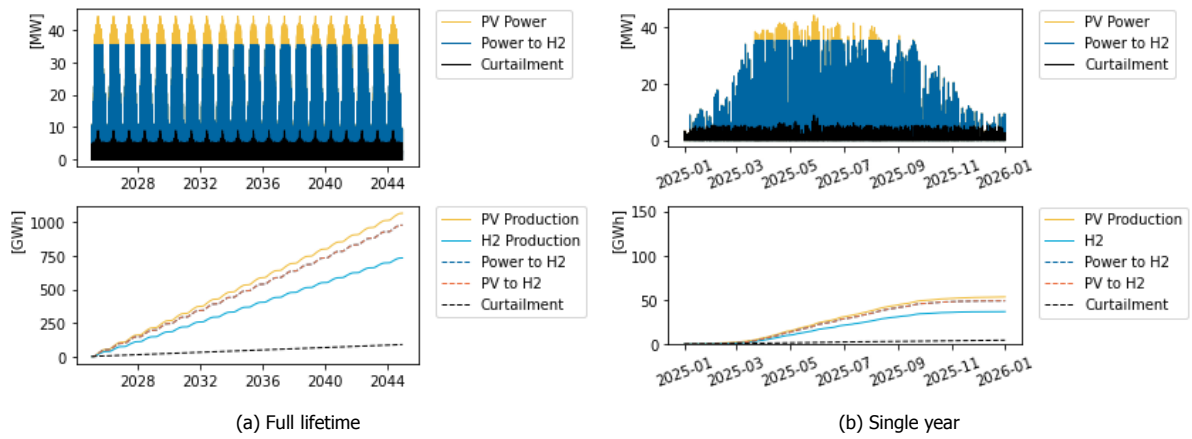 [MW]
40
30
20
10
0
2028
2032
2036
2040
2044
PV Power
Power to H2
Curtailment
[GWh]
1000
750
500
250
0
2028
2032
2036
2040
2044
PV Production
H2 Production
Power to H2
PV to H2
Curtailment
(a) Full lifetime
[MW]
40
20
0
2025-01
2025-03
2025-05
2025-07
2025-09
2025-11
2026-01
PV Power
Power to H2
Curtailment
[GWh]
150
100
50
0
2025-01
2025-03
2025-05
2025-07
2025-09
2025-11
2026-01
PV Production
H2
Power to H2
PV to H2
Curtailment
(b) Single year